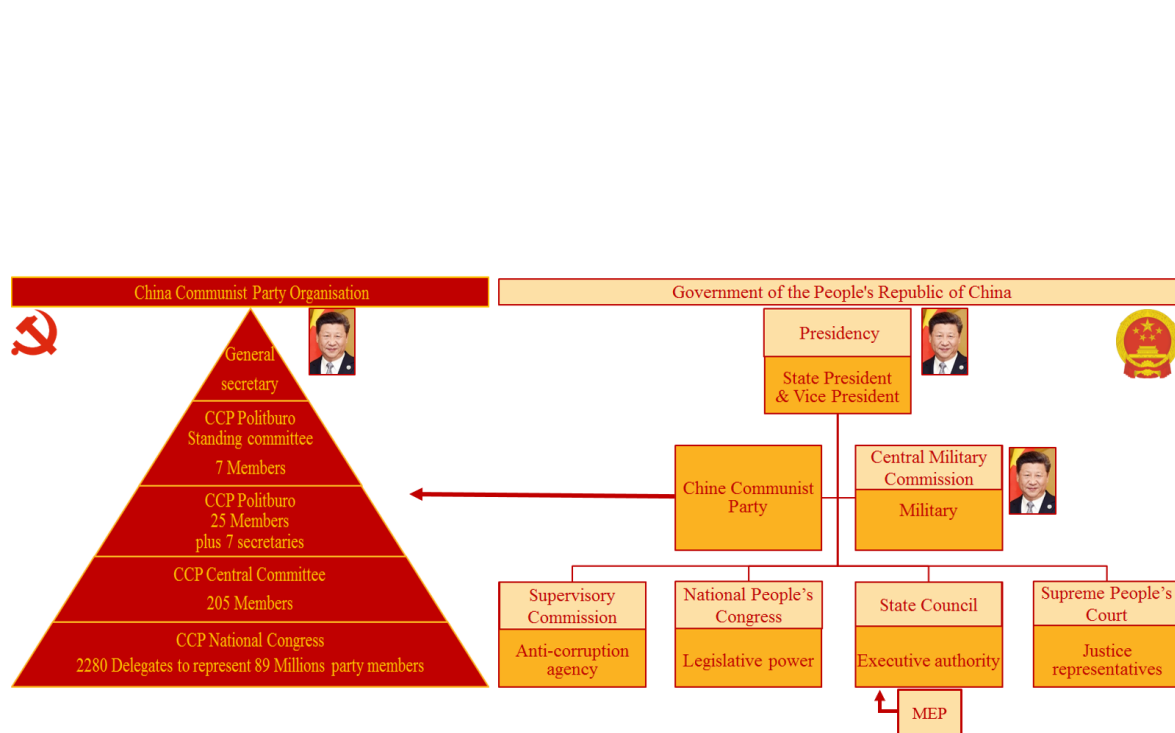 China Communist Party Organisation
General
secretary
CCP Politburo
Standing committee
7 Members
CCP Politburo
25 Members
plus 7 secretaries
CCP Central Committee
205 Members
CCP National Congress
2280 Delegates to represent 89 Millions party members
Government of the People's Republic of China
Presidency
State President
& Vice President
Chine Communist
Party
Central Military
Commission
Military
Supervisory
Commission
Anti-corruption
agency
National People’s
Congress
Legislative power
State Council
Executive authority
Supreme People’s
Court
Justice
representatives
MEP